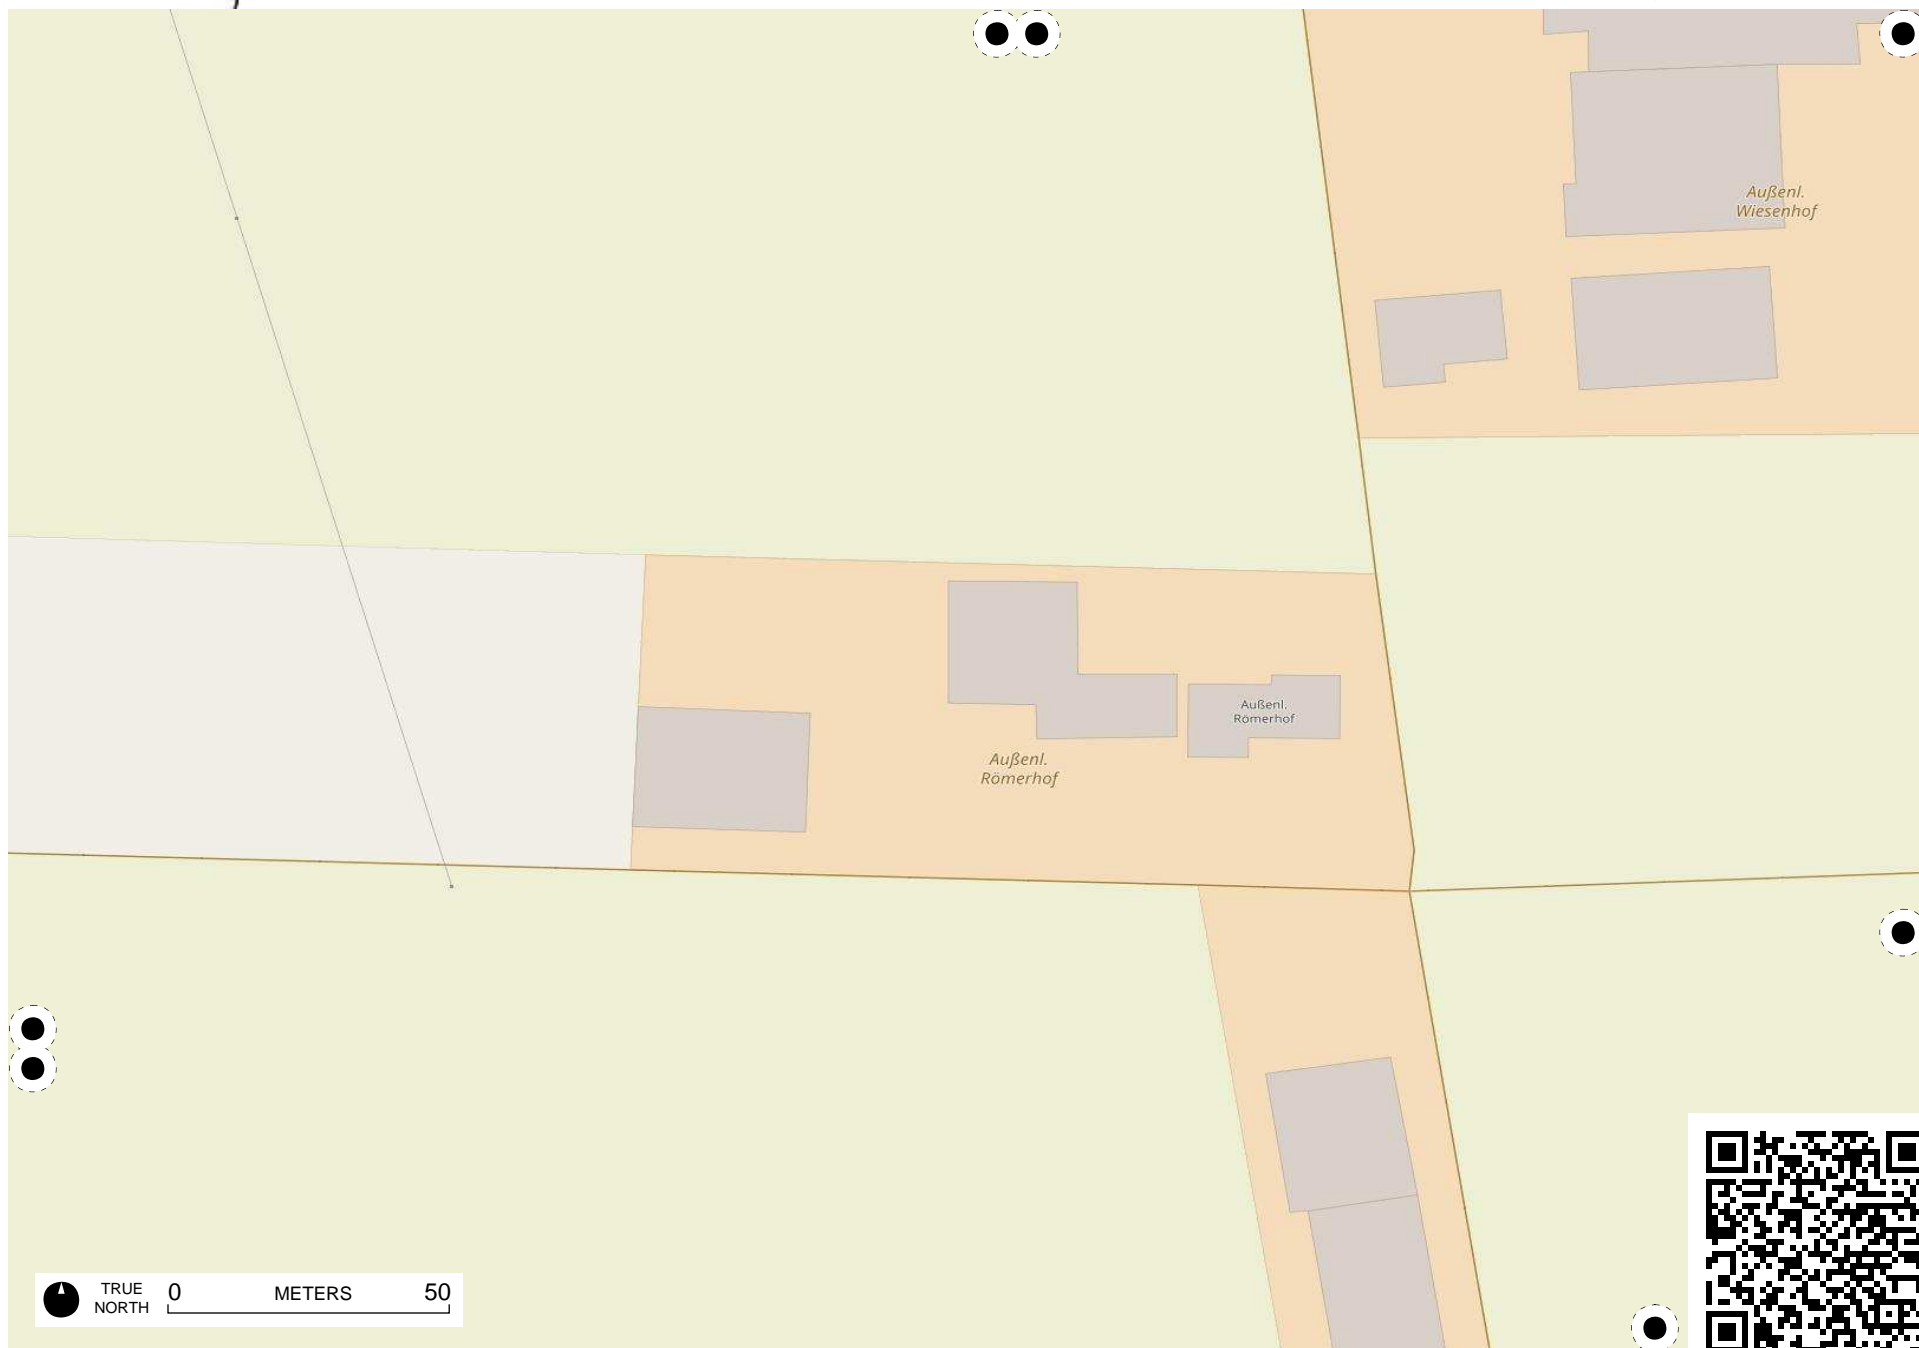 Außenl.
Wiesenhof
Außenl.
Römerhof
Außenl.
Römerhof
TRUE
NORTH
0 METERS 50